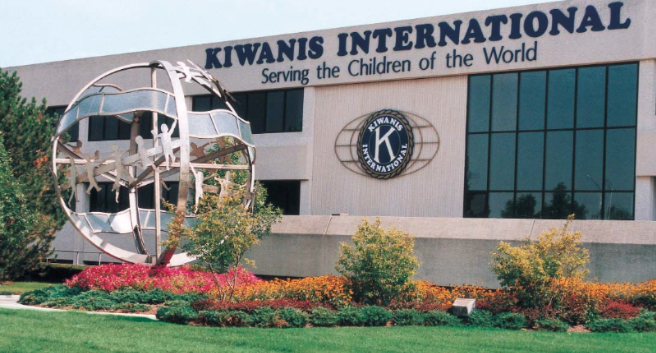 KIWANIS INTERNATIONAL
Serving the Children of the World
KIWANIS
K
INTERNATIONAL